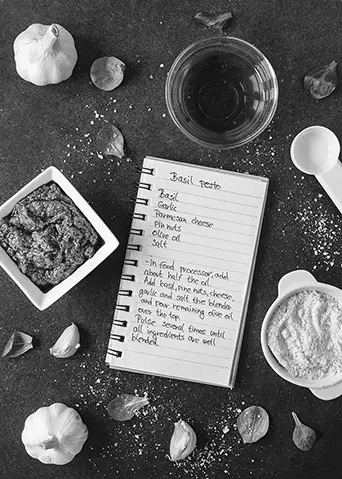 Basil pesto
Basil
Garlic
Parmesan cheese
Pin nuts
Olive oil
Salt
-In food processor, add
about half the oil.
Add basil, pine nuts, cheese,
garlic and salt the blender
and pour remaining olive oil
over the top.
Pulse several times until
all ingredients are well
blended.